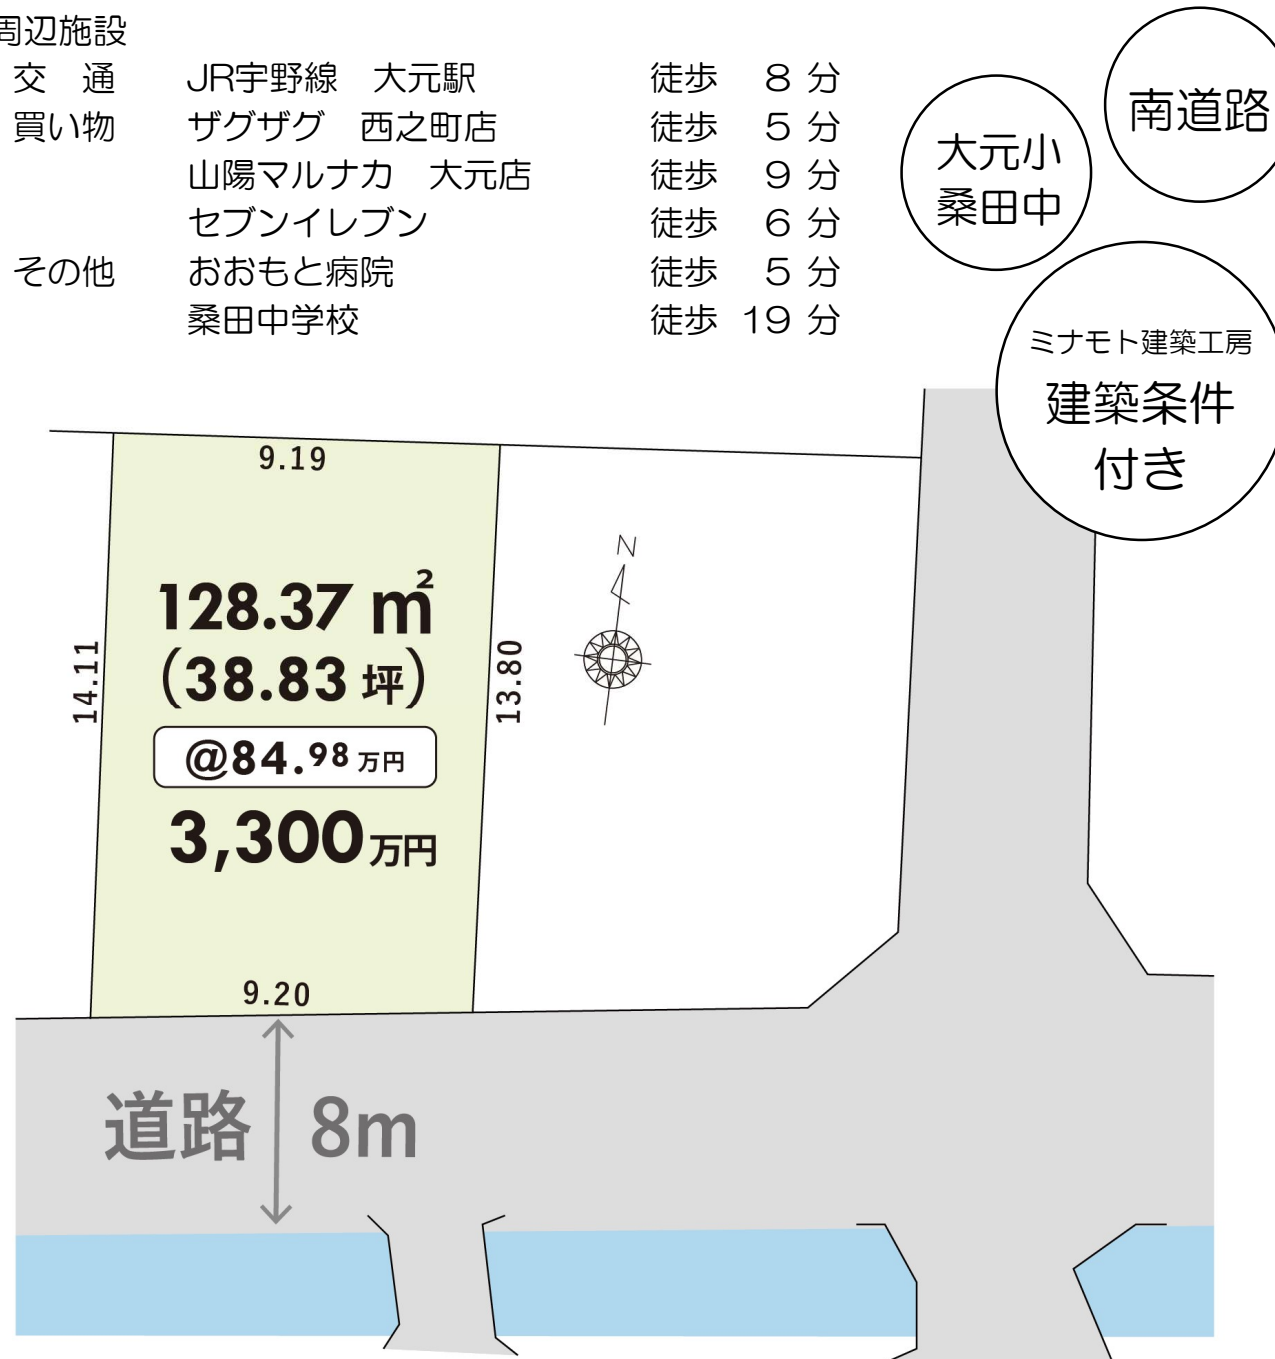 周辺施設
交　通　JR宇野線　大元駅　徒歩　8 分
買い物　ザグザグ　西之町店　徒歩　5 分
山陽マルナカ　大元店　徒歩　9 分
セブンイレブン　徒歩　6 分
その他　おおもと病院　徒歩　5 分
桑田中学校　徒歩　19 分
南道路
大元小
桑田中
ミナモト建築工房
建築条件
付き
9.19
N
128.37 ㎡
(38.83 坪)
@84.98 万円
3,300万円
14.11
13.80
9.20
道路 8m